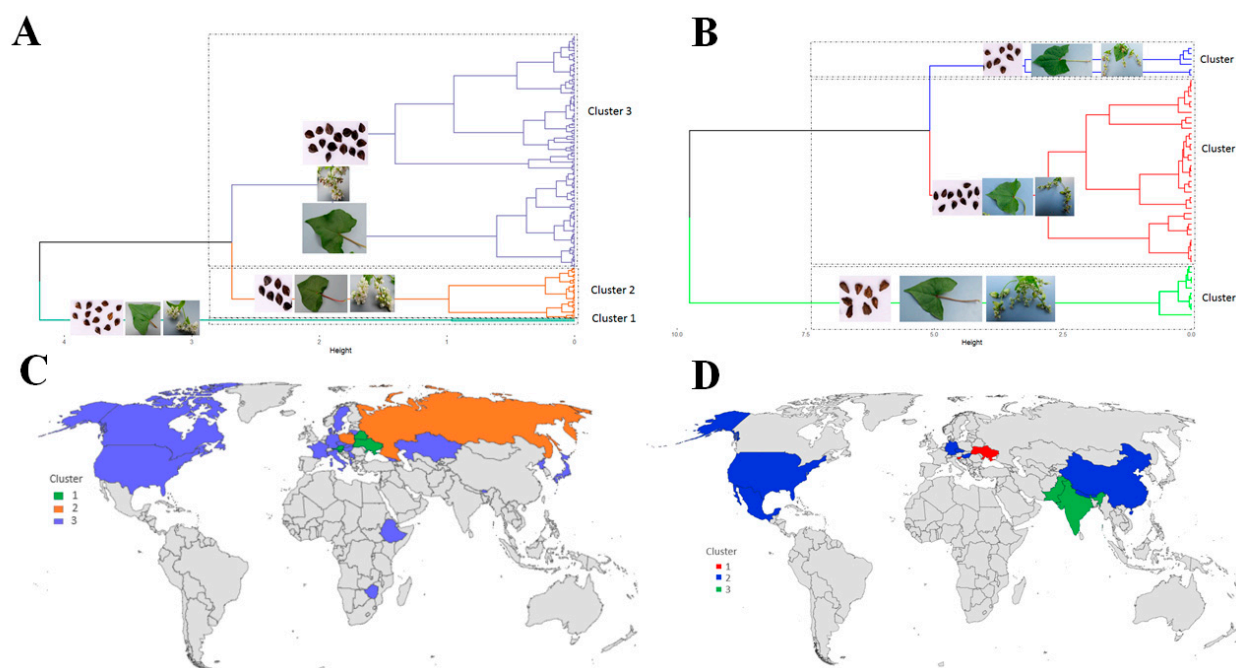 A
Cluster 3
Cluster 2
Cluster 1
4
3
2
1
0
Height
B
Cluster
Cluster
Cluster
10.0
7.5
5.0
2.5
0.0
Height
C
Cluster
1
2
3
D
Cluster
1
2
3